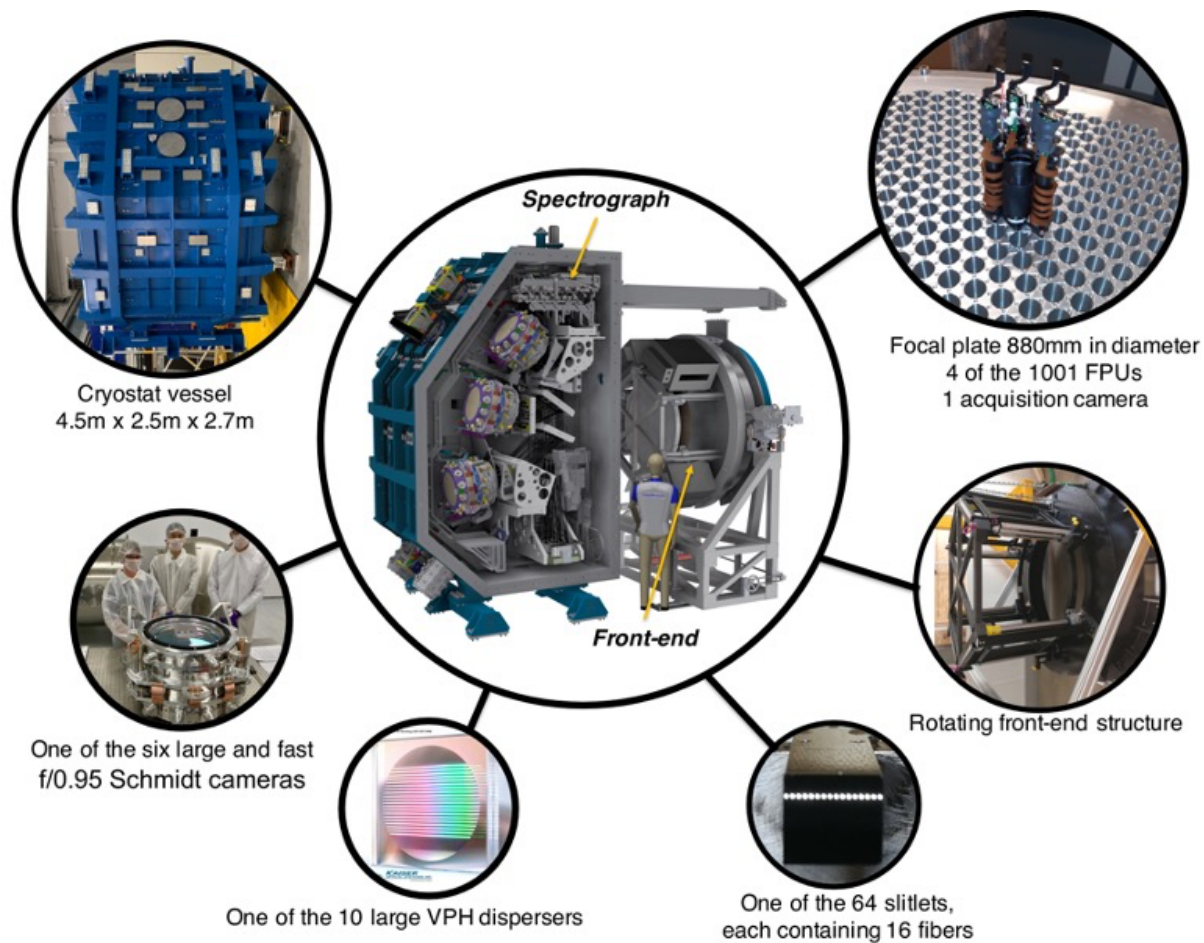 Spectrograph
Front-end
Cryostat vessel
4.5m x 2.5m x 2.7m
Focal plate 880mm in diameter
4 of the 1001 FPUs
1 acquisition camera
One of the six large and fast
f/0.95 Schmidt cameras
Rotating front-end structure
KAISER
One of the 10 large VPH dispersers
One of the 64 slitlets,
each containing 16 fibers